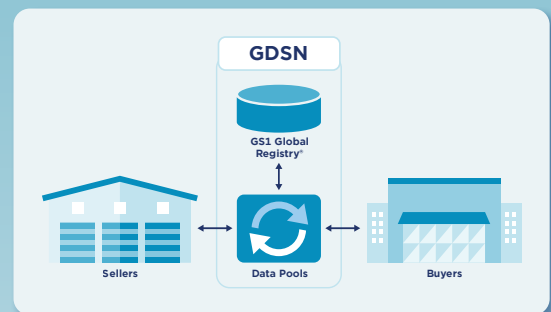 GDSN
GS1 Global
Registry®
Sellers
Data Pools
Buyers